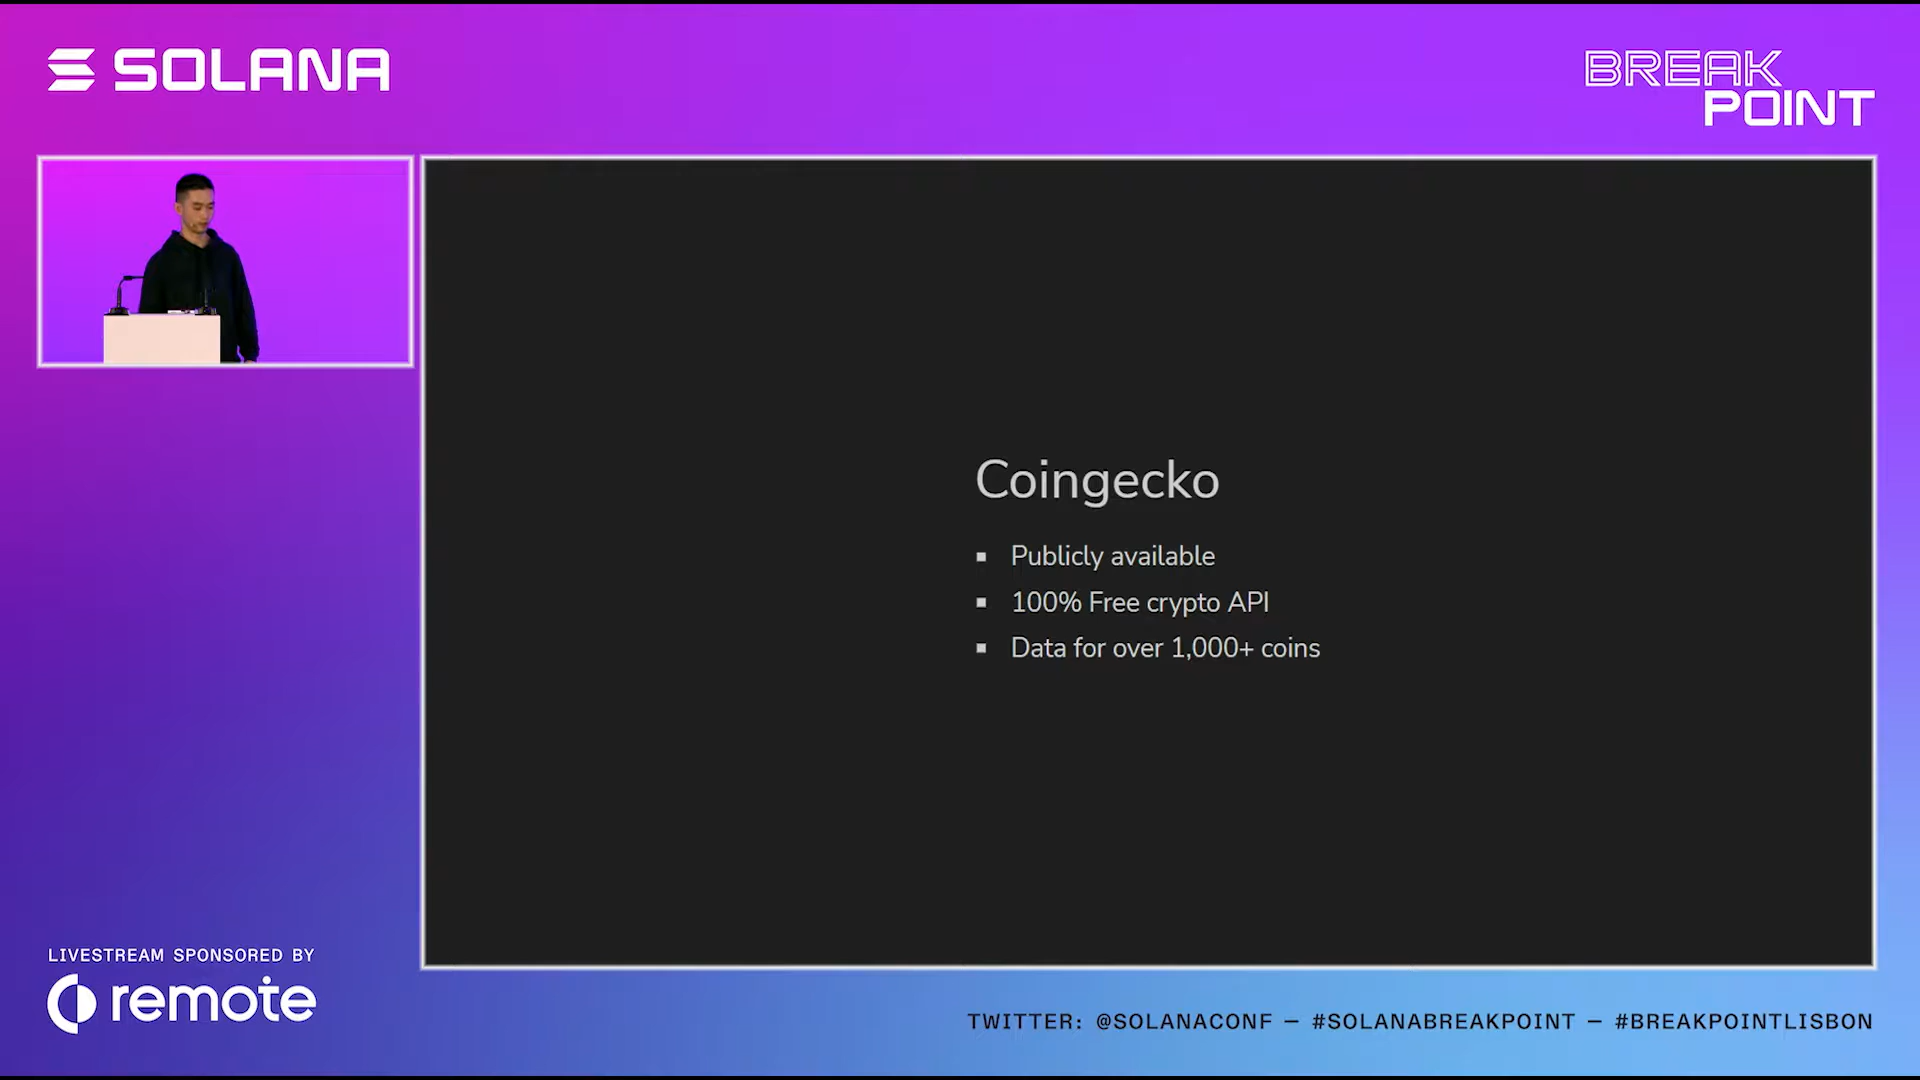 SOLANA
BREAK
POINT
Coingecko
▪ Publicly available
▪ 100% Free crypto API
▪ Data for over 1,000+ coins
LIVESTREAM SPONSORED BY
remote
TWITTER: @SOLANACONF — #SOLANABREAKPOINT — #BREAKPOINTLISBON